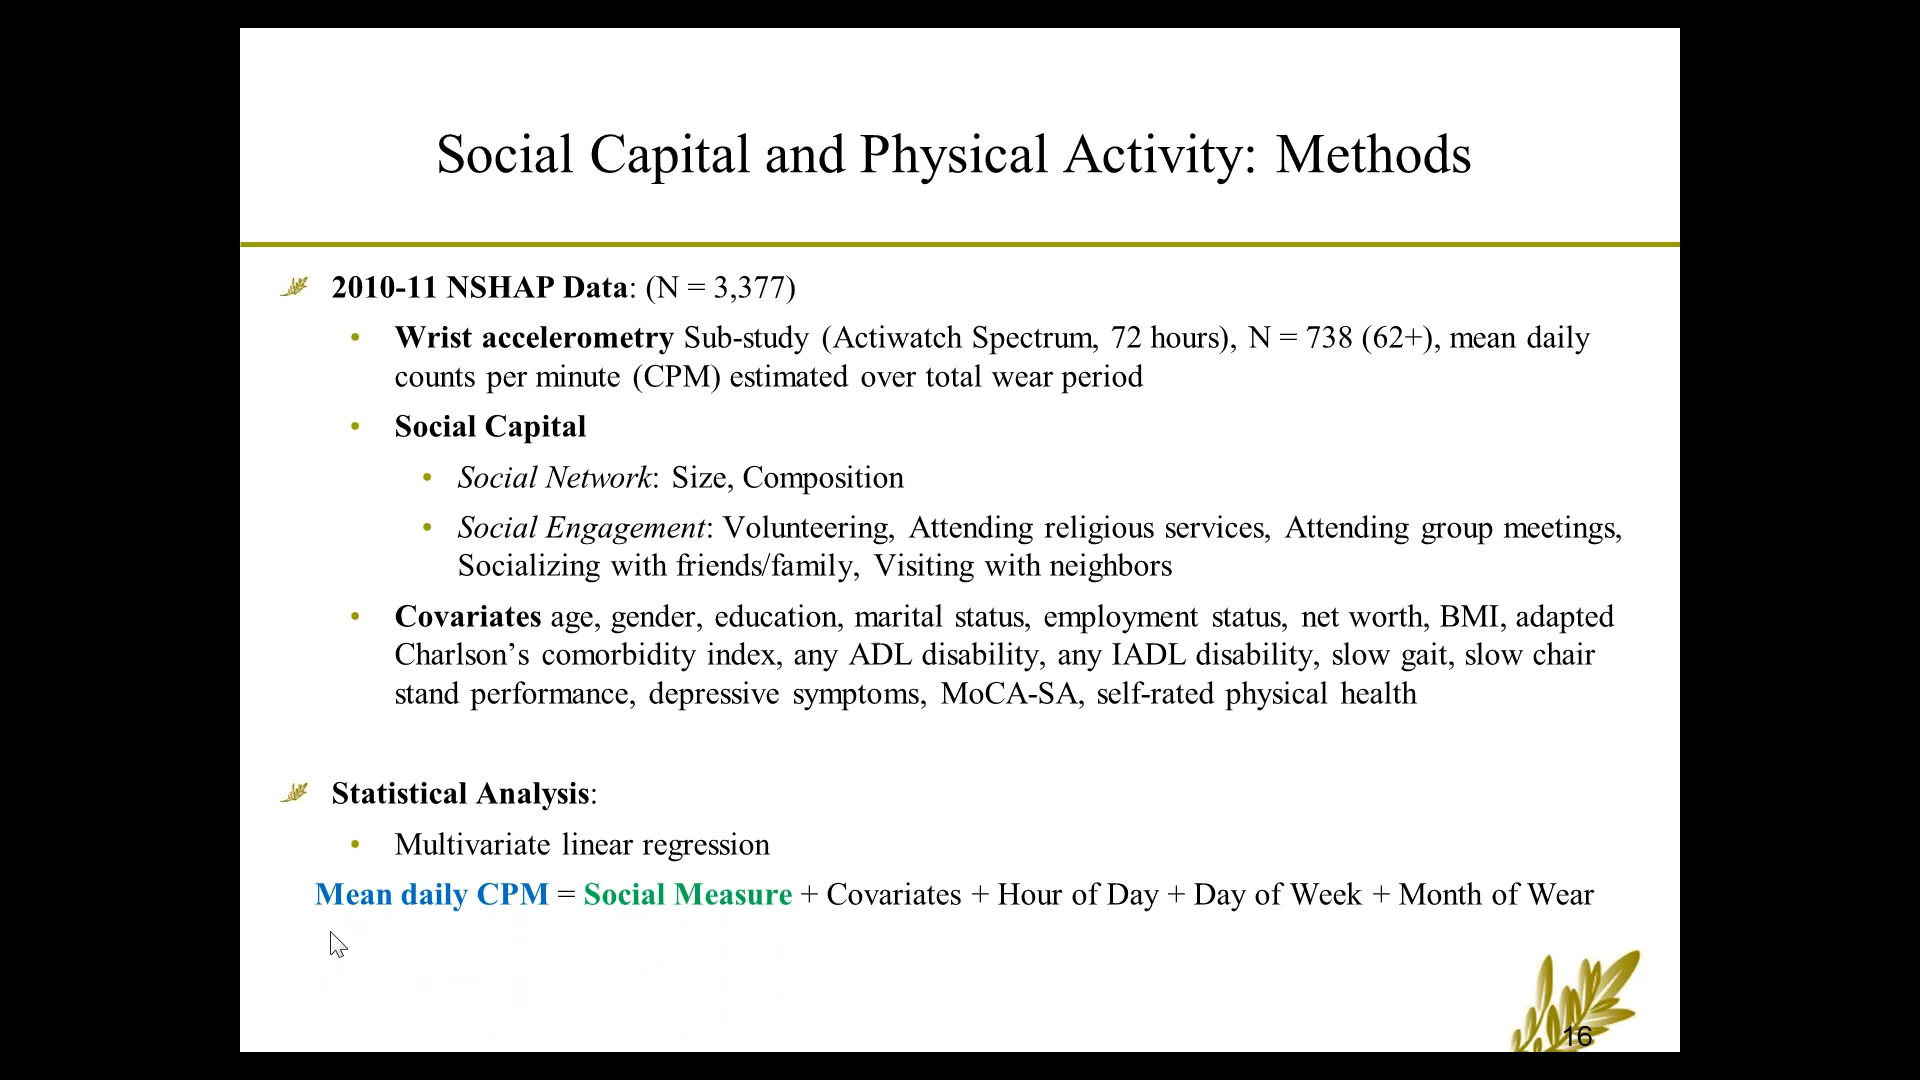 Social Capital and Physical Activity: Methods
2010-11 NSHAP Data: (N = 3,377)
• Wrist accelerometry Sub-study (Actiwatch Spectrum, 72 hours), N = 738 (62+), mean daily
counts per minute (CPM) estimated over total wear period
• Social Capital
• Social Network: Size, Composition
• Social Engagement: Volunteering, Attending religious services, Attending group meetings,
Socializing with friends/family, Visiting with neighbors
• Covariates age, gender, education, marital status, employment status, net worth, BMI, adapted
Charlson’s comorbidity index, any ADL disability, any IADL disability, slow gait, slow chair
stand performance, depressive symptoms, MoCA-SA, self-rated physical health
Statistical Analysis:
• Multivariate linear regression
Mean daily CPM = Social Measure + Covariates + Hour of Day + Day of Week + Month of Wear
16